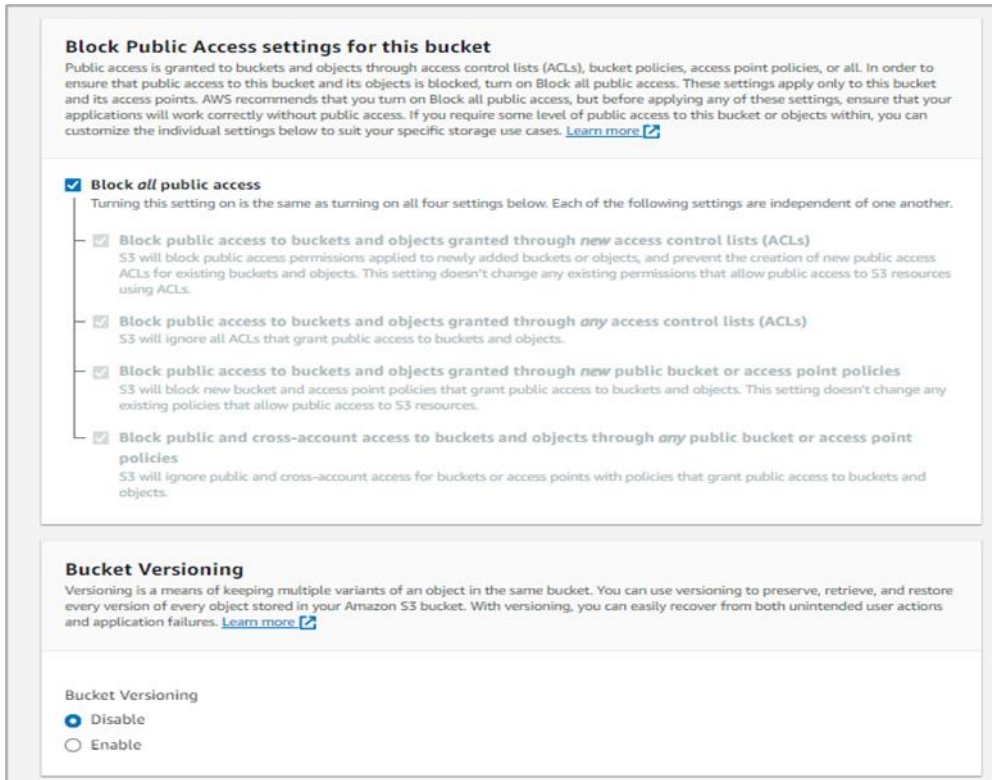 Block Public Access settings for this bucket
Public access is granted to buckets and objects through access control lists (ACLs), bucket policies, access point policies, or all. In order to
ensure that public access to this bucket and its objects is blocked, turn on Block all public access. These settings apply only to this bucket
and its access points. AWS recommends that you turn on Block all public access, but before applying any of these settings, ensure that your
applications will work correctly without public access. If you require some level of public access to this bucket or objects within, you can
customize the individual settings below to suit your specific storage use cases. Learn more
Block all public access
Turning this setting on is the same as turning on all four settings below. Each of the following settings are independent of one another.
Block public access to buckets and objects granted through new access control lists (ACLs)
S3 will block public access permissions applied to newly added buckets or objects, and prevent the creation of new public access
ACLs for existing buckets and objects. This setting doesn't change any existing permissions that allow public access to S3 resources
using ACLs.
Block public access to buckets and objects granted through any access control lists (ACLs)
S3 will ignore all ACLs that grant public access to buckets and objects.
Block public access to buckets and objects granted through new public bucket or access point policies
S3 will block new bucket and access point policies that grant public access to buckets and objects. This setting doesn't change any
existing policies that allow public access to S3 resources.
Block public and cross-account access to buckets and objects through any public bucket or access point
policies
S3 will ignore public and cross-account access for buckets or access points with policies that grant public access to buckets and
objects.
Bucket Versioning
Versioning is a means of keeping multiple variants of an object in the same bucket. You can use versioning to preserve, retrieve, and restore
every version of every object stored in your Amazon S3 bucket. With versioning, you can easily recover from both unintended user actions
and application failures. Learn more
Bucket Versioning
Disable
Enable